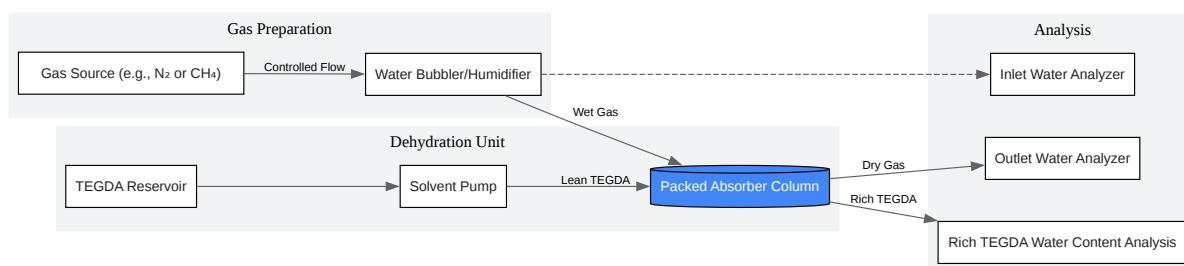 Gas Preparation
Gas Source (e.g., N₂ or CH₄)
Controlled Flow
Water Bubbler/Humidifier
Wet Gas
Dehydration Unit
TEGDA Reservoir
Solvent Pump
Lean TEGDA
Packed Absorber Column
Dry Gas
Rich TEGDA
Analysis
Inlet Water Analyzer
Outlet Water Analyzer
Rich TEGDA Water Content Analysis